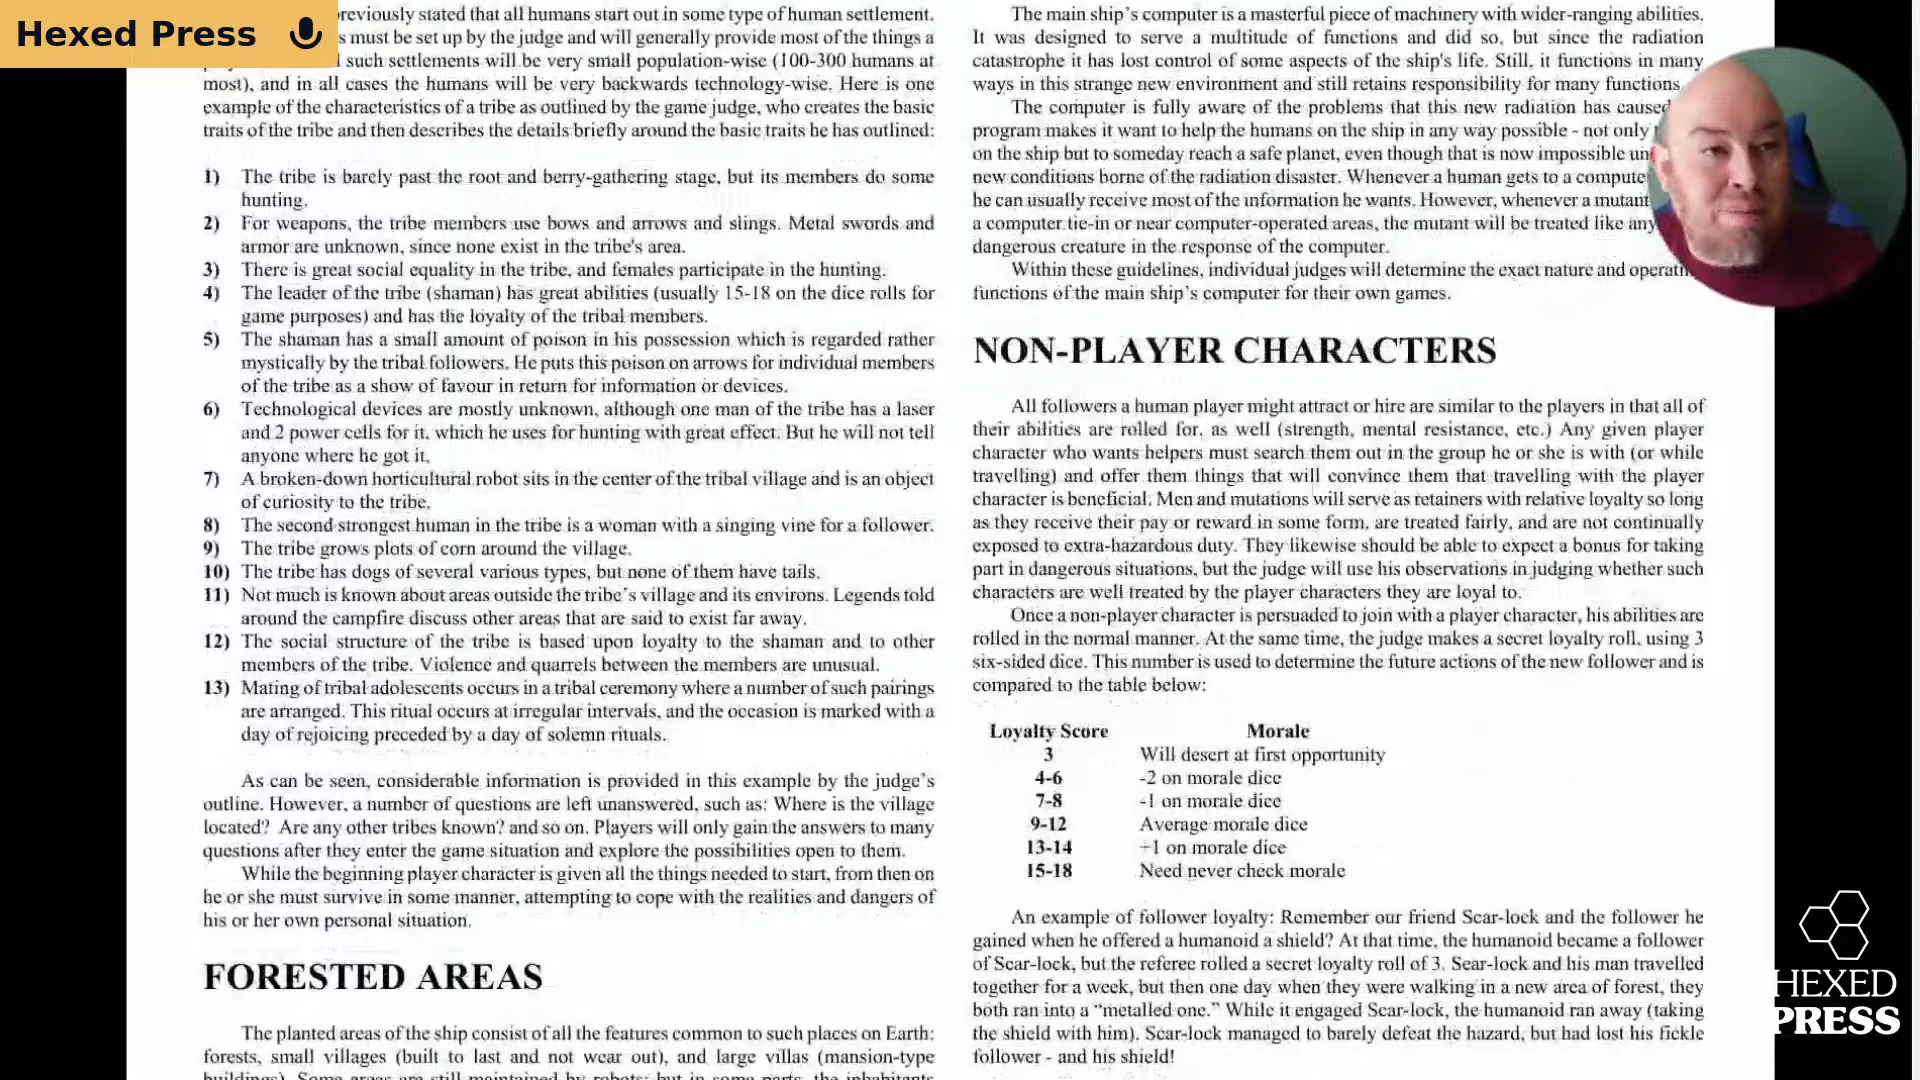 Hexed Press
previously stated that all humans start out in some type of human settlement.
s must be set up by the judge and will generally provide most of the things a
such settlements will be very small population-wise (100-300 humans at
most), and in all cases the humans will be very backwards technology-wise. Here is one
example of the characteristics of a tribe as outlined by the game judge, who creates the basic
traits of the tribe and then describes the details briefly around the basic traits he has outlined:
1) The tribe is barely past the root and berry-gathering stage, but its members do some
hunting.
2) For weapons, the tribe members use bows and arrows and slings. Metal swords and
armor are unknown, since none exist in the tribe's area.
3) There is great social equality in the tribe, and females participate in the hunting.
4) The leader of the tribe (shaman) has great abilities (usually 15-18 on the dice rolls for
game purposes) and has the loyalty of the tribal members.
5) The shaman has a small amount of poison in his possession which is regarded rather
mystically by the tribal followers. He puts this poison on arrows for individual members
of the tribe as a show of favour in return for information or devices.
6) Technological devices are mostly unknown, although one man of the tribe has a laser
and 2 power cells for it, which he uses for hunting with great effect. But he will not tell
anyone where he got it.
7) A broken-down horticultural robot sits in the center of the tribal village and is an object
of curiosity to the tribe.
8) The second strongest human in the tribe is a woman with a singing vine for a follower.
9) The tribe grows plots of corn around the village.
10) The tribe has dogs of several various types, but none of them have tails.
11) Not much is known about areas outside the tribe's village and its environs. Legends told
around the campfire discuss other areas that are said to exist far away.
12) The social structure of the tribe is based upon loyalty to the shaman and to other
members of the tribe. Violence and quarrels between the members are unusual.
13) Mating of tribal adolescents occurs in a tribal ceremony where a number of such pairings
are arranged. This ritual occurs at irregular intervals, and the occasion is marked with a
day of rejoicing preceded by a day of solemn rituals.
As can be seen, considerable information is provided in this example by the judge's
outline. However, a number of questions are left unanswered, such as: Where is the village
located? Are any other tribes known? and so on. Players will only gain the answers to many
questions after they enter the game situation and explore the possibilities open to them.
While the beginning player character is given all the things needed to start, from then on
he or she must survive in some manner, attempting to cope with the realities and dangers of
his or her own personal situation.
FORESTED AREAS
The planted areas of the ship consist of all the features common to such places on Earth:
forests, small villages (built to last and not wear out), and large villas (mansion-type
buildings). Some areas are still maintained by robots; but in some parts, the inhabitants
The main ship's computer is a masterful piece of machinery with wider-ranging abilities.
It was designed to serve a multitude of functions and did so, but since the radiation
catastrophe it has lost control of some aspects of the ship's life. Still, it functions in many
ways in this strange new environment and still retains responsibility for many functions.
The computer is fully aware of the problems that this new radiation has caused
program makes it want to help the humans on the ship in any way possible - not only
on the ship but to someday reach a safe planet, even though that is now impossible
new conditions borne of the radiation disaster. Whenever a human gets to a
he can usually receive most of the information he wants. However, whenever a mutant
a computer tie-in or near computer-operated areas, the mutant will be treated like any
dangerous creature in the response of the computer.
Within these guidelines, individual judges will determine the exact nature and
functions of the main ship's computer for their own games.
NON-PLAYER CHARACTERS
All followers a human player might attract or hire are similar to the players in that all of
their abilities are rolled for, as well (strength, mental resistance, etc.) Any given player
character who wants helpers must search them out in the group he or she is with (or while
travelling) and offer them things that will convince them that travelling with the player
character is beneficial. Men and mutations will serve as retainers with relative loyalty so long
as they receive their pay or reward in some form, are treated fairly, and are not continually
exposed to extra-hazardous duty. They likewise should be able to expect a bonus for taking
part in dangerous situations, but the judge will use his observations in judging whether such
characters are well treated by the player characters they are loyal to.
Once a non-player character is persuaded to join with a player character, his abilities are
rolled in the normal manner. At the same time, the judge makes a secret loyalty roll, using 3
six-sided dice. This number is used to determine the future actions of the new follower and is
compared to the table below:
Loyalty Score Morale
3 Will desert at first opportunity
4-6 -2 on morale dice
7-8 -1 on morale dice
9-12 Average morale dice
13-14 +1 on morale dice
15-18 Need never check morale
An example of follower loyalty: Remember our friend Scar-lock and the follower he
gained when he offered a humanoid a shield? At that time, the humanoid became a follower
of Scar-lock, but the referee rolled a secret loyalty roll of 3. Sear-lock and his man travelled
together for a week, but then one day when they were walking in a new area of forest, they
both ran into a "metalled one." While it engaged Scar-lock, the humanoid ran away (taking
the shield with him). Scar-lock managed to barely defeat the hazard, but had lost his fickle
follower - and his shield!
HEXED
PRESS